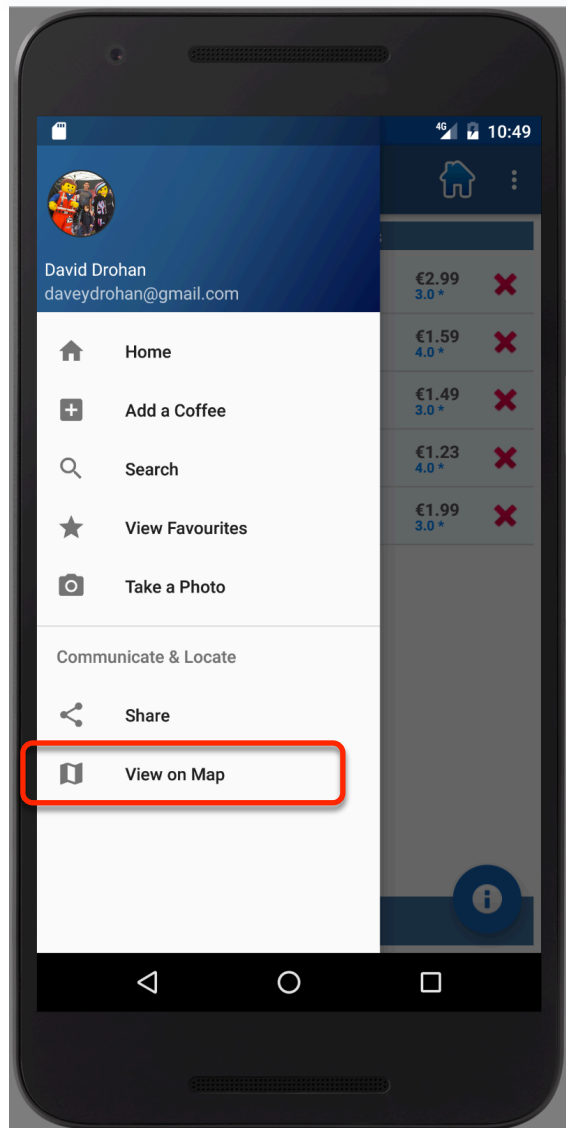 4G 10:49
David Drohan
daveydrohan@gmail.com
Home
Add a Coffee
Search
View Favourites
Take a Photo
Communicate & Locate
Share
View on Map
s
€2.99
3.0 *
€1.59
4.0 *
€1.49
3.0 *
€1.23
4.0 *
€1.99
3.0 *